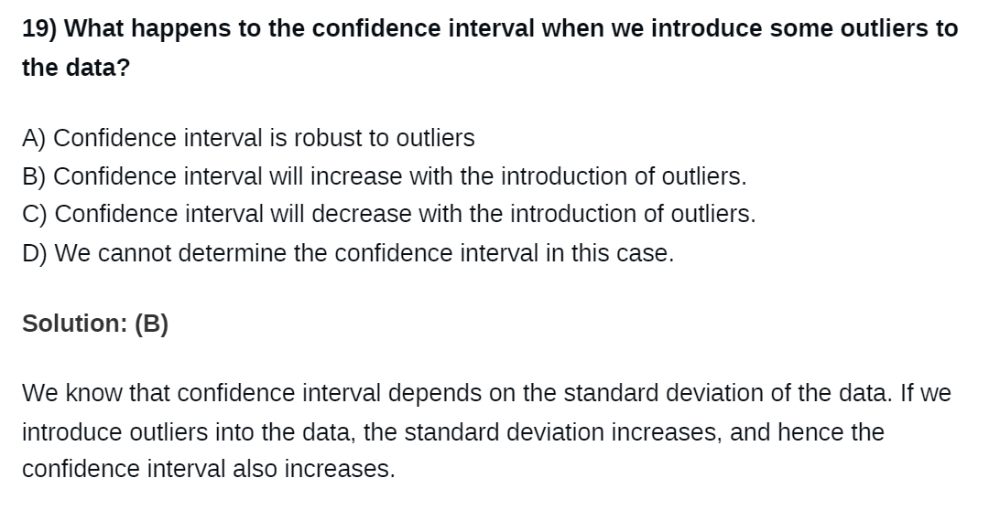 19) What happens to the confidence interval when we introduce some outliers to
the data?
A) Confidence interval is robust to outliers
B) Confidence interval will increase with the introduction of outliers.
C) Confidence interval will decrease with the introduction of outliers.
D) We cannot determine the confidence interval in this case.
Solution: (B)
We know that confidence interval depends on the standard deviation of the data. If we
introduce outliers into the data, the standard deviation increases, and hence the
confidence interval also increases.